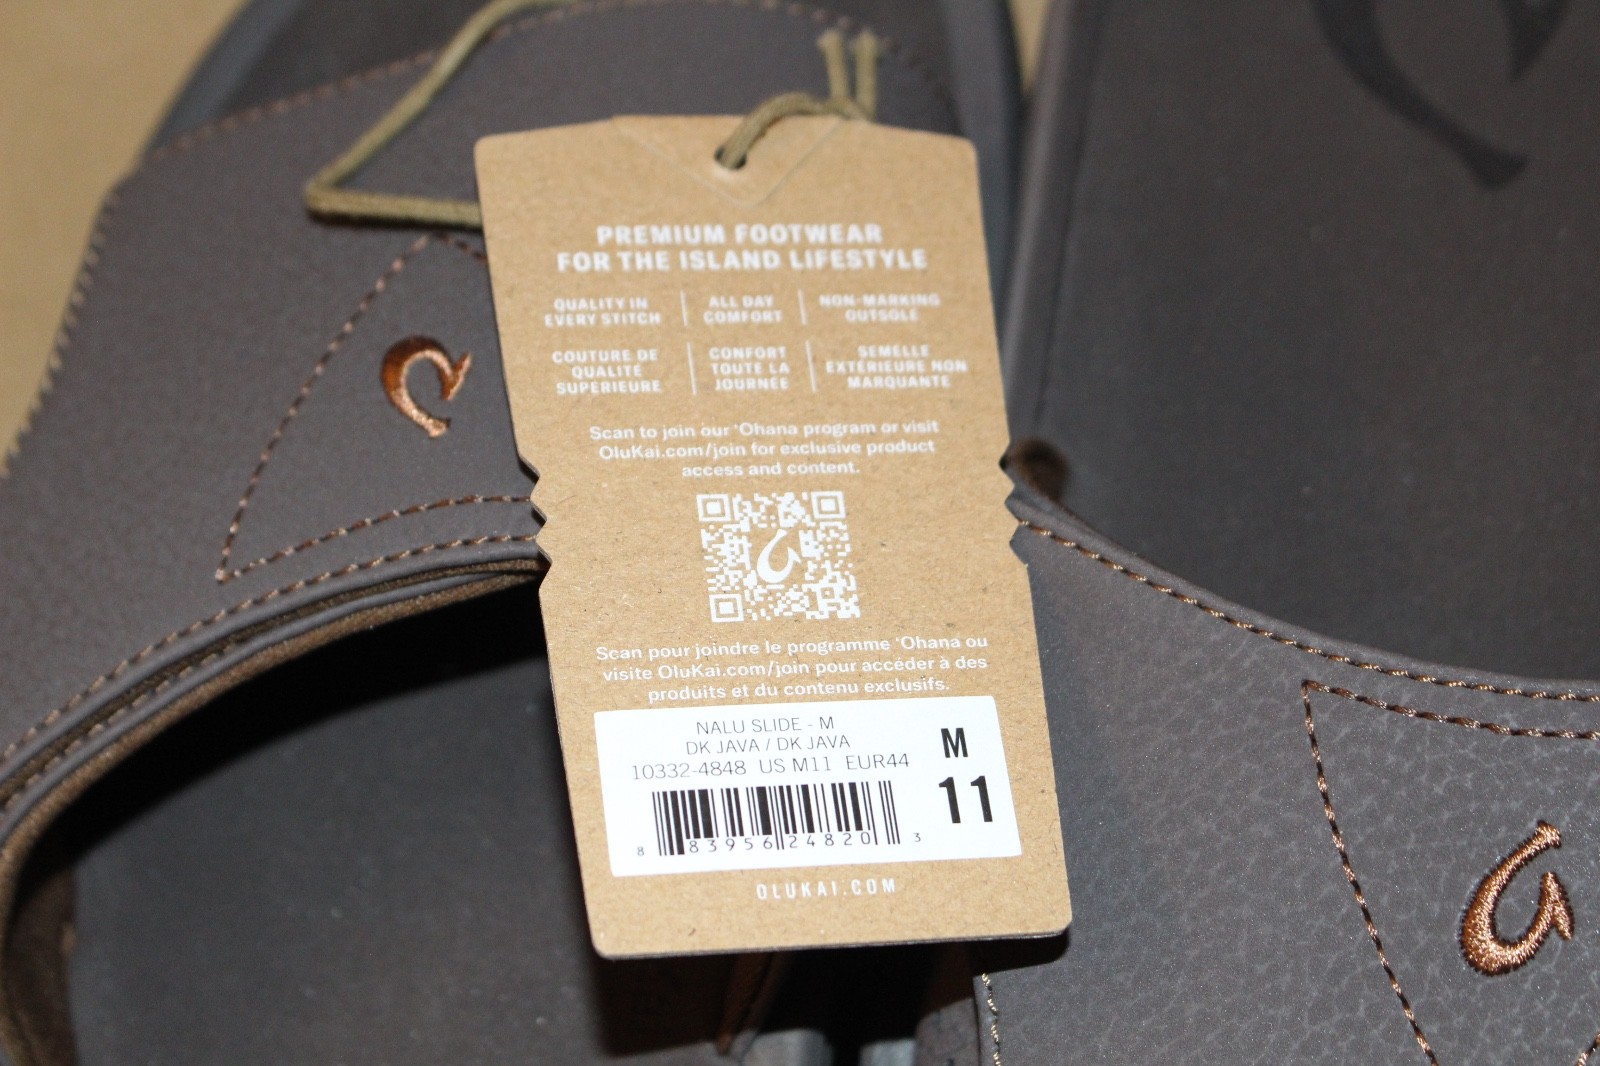 PREMIUM FOOTWEAR
FOR THE ISLAND LIFESTYLE
QUALITY IN
EVERY STITCH
ALL DAY
COMFORT
NON-MARKING
OUTSOLE
COUTURE DE
QUALITÉ
SUPÉRIEURE
CONFORT
TOUTE LA
JOURNÉE
SEMELLE
EXTÉRIEURE NON
MARQUANTE
Scan to join our ‘Ohana program or visit
OluKai.com/join for exclusive product
access and content.
Scan pour joindre le programme ‘Ohana ou
visite OluKai.com/join pour accéder à des
produits et du contenu exclusifs.
NALU SLIDE - M
DK JAVA / DK JAVA
10332-4848 US M11 EUR44
M
11
8 83956 24820 3
OLUKAI.COM